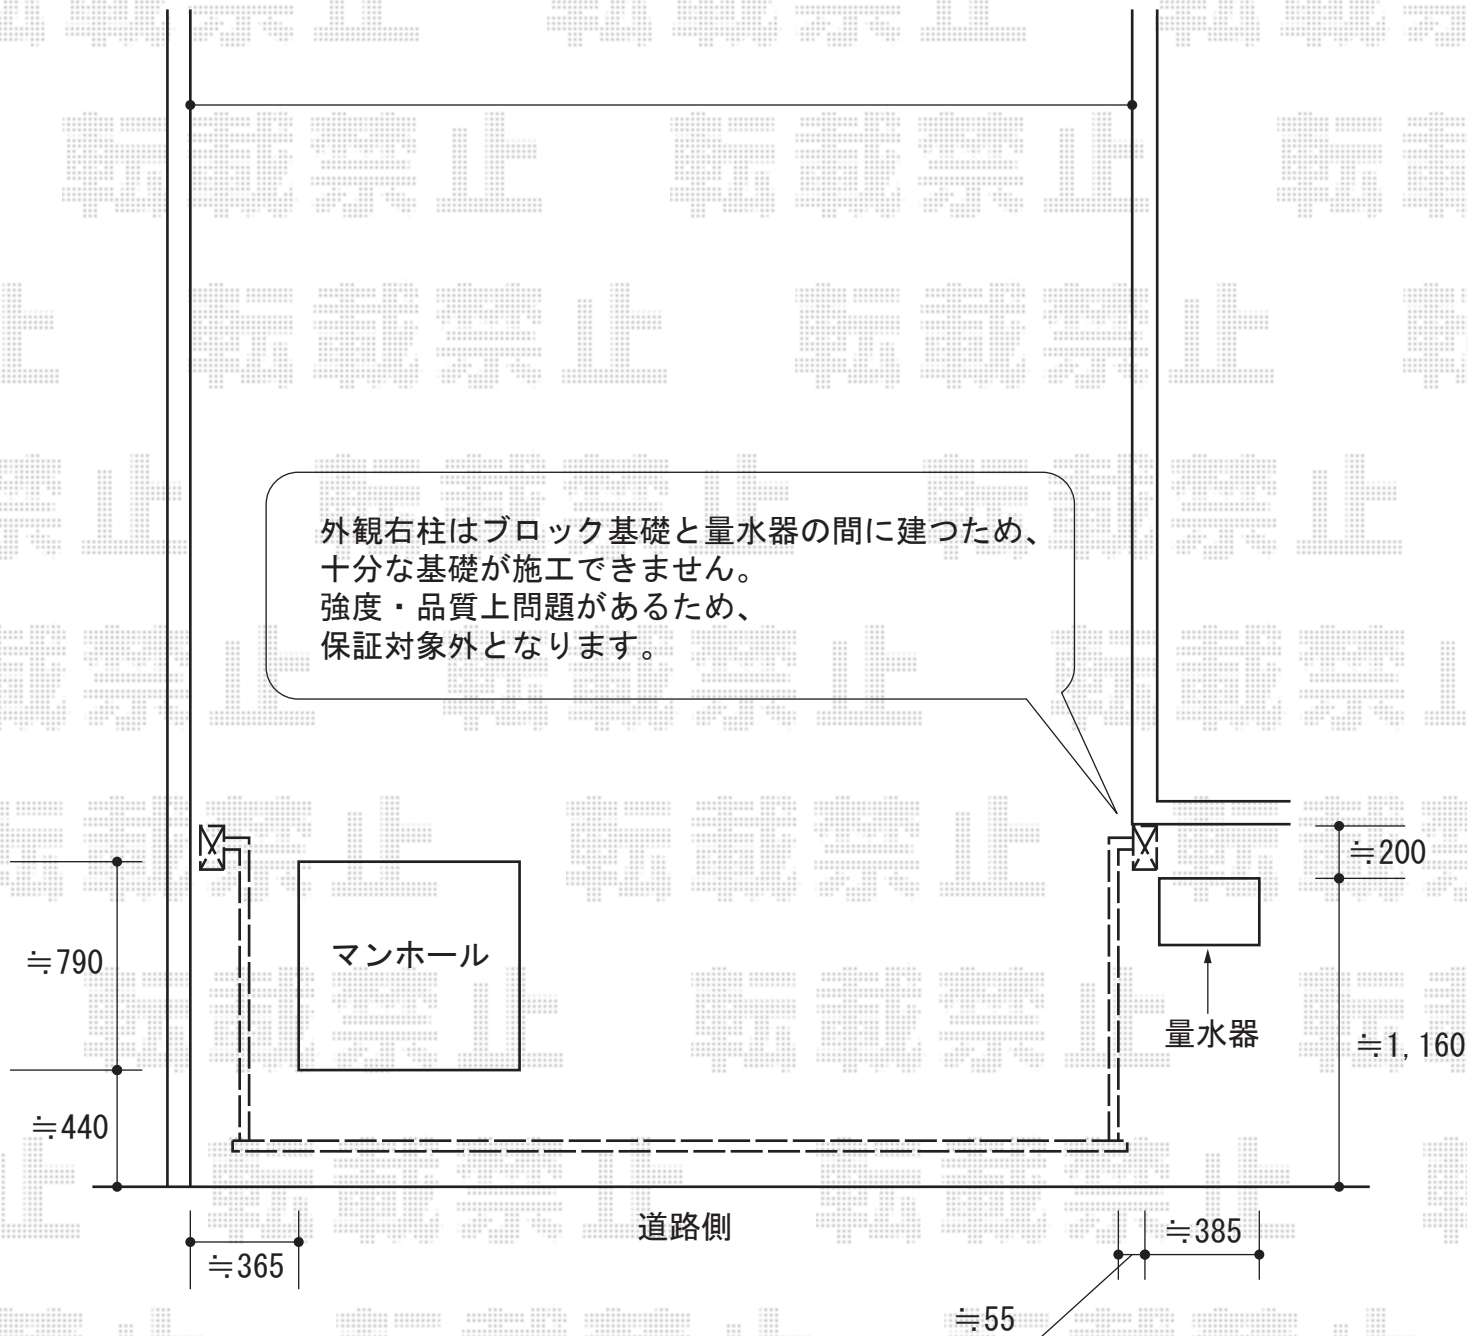 転載禁止
外観右柱はブロック基礎と量水器の間に建つため、
十分な基礎が施工できません。
強度・品質上問題があるため、
保証対象外となります。
≒200
マンホール
≒790
量水器
≒1,160
≒440
道路側
≒385
≒365
≒55